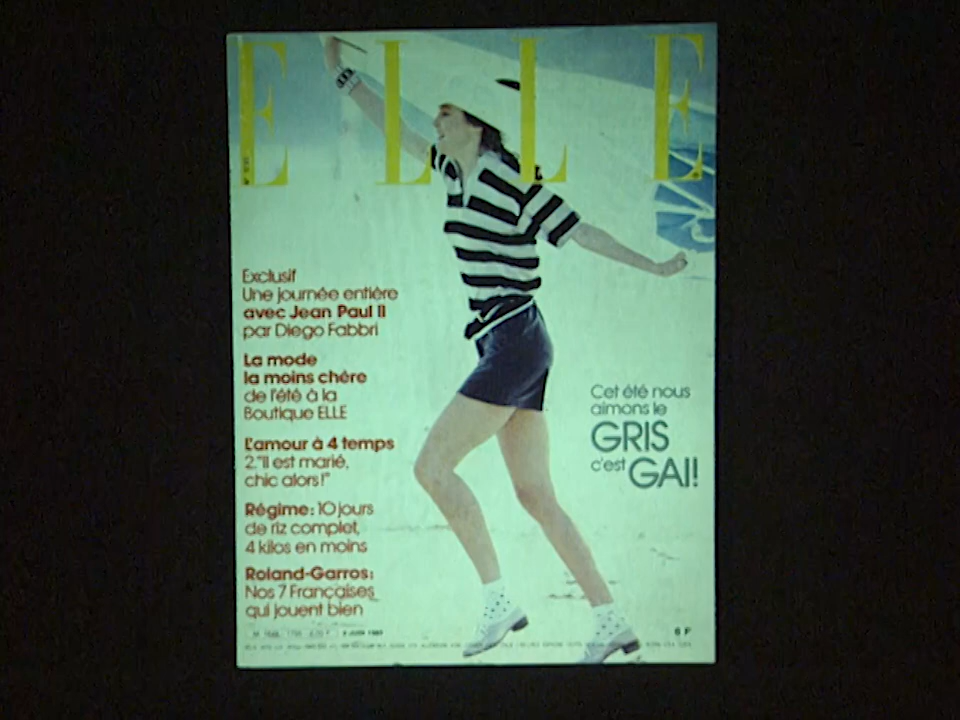 ELLE
Exclusif
Une journée entière
avec Jean Paul II
par Diego Fabbri
La mode
la moins chère
de l'été à la
Boutique ELLE
L'amour à 4 temps
2."Il est marié,
chic alors!"
Régime: 10 jours
de riz complet,
4 kilos en moins
Roland-Garros:
Nos 7 Françaises
qui jouent bien
Cet été nous
aimons le
GRIS
c'est GAI!
6 F